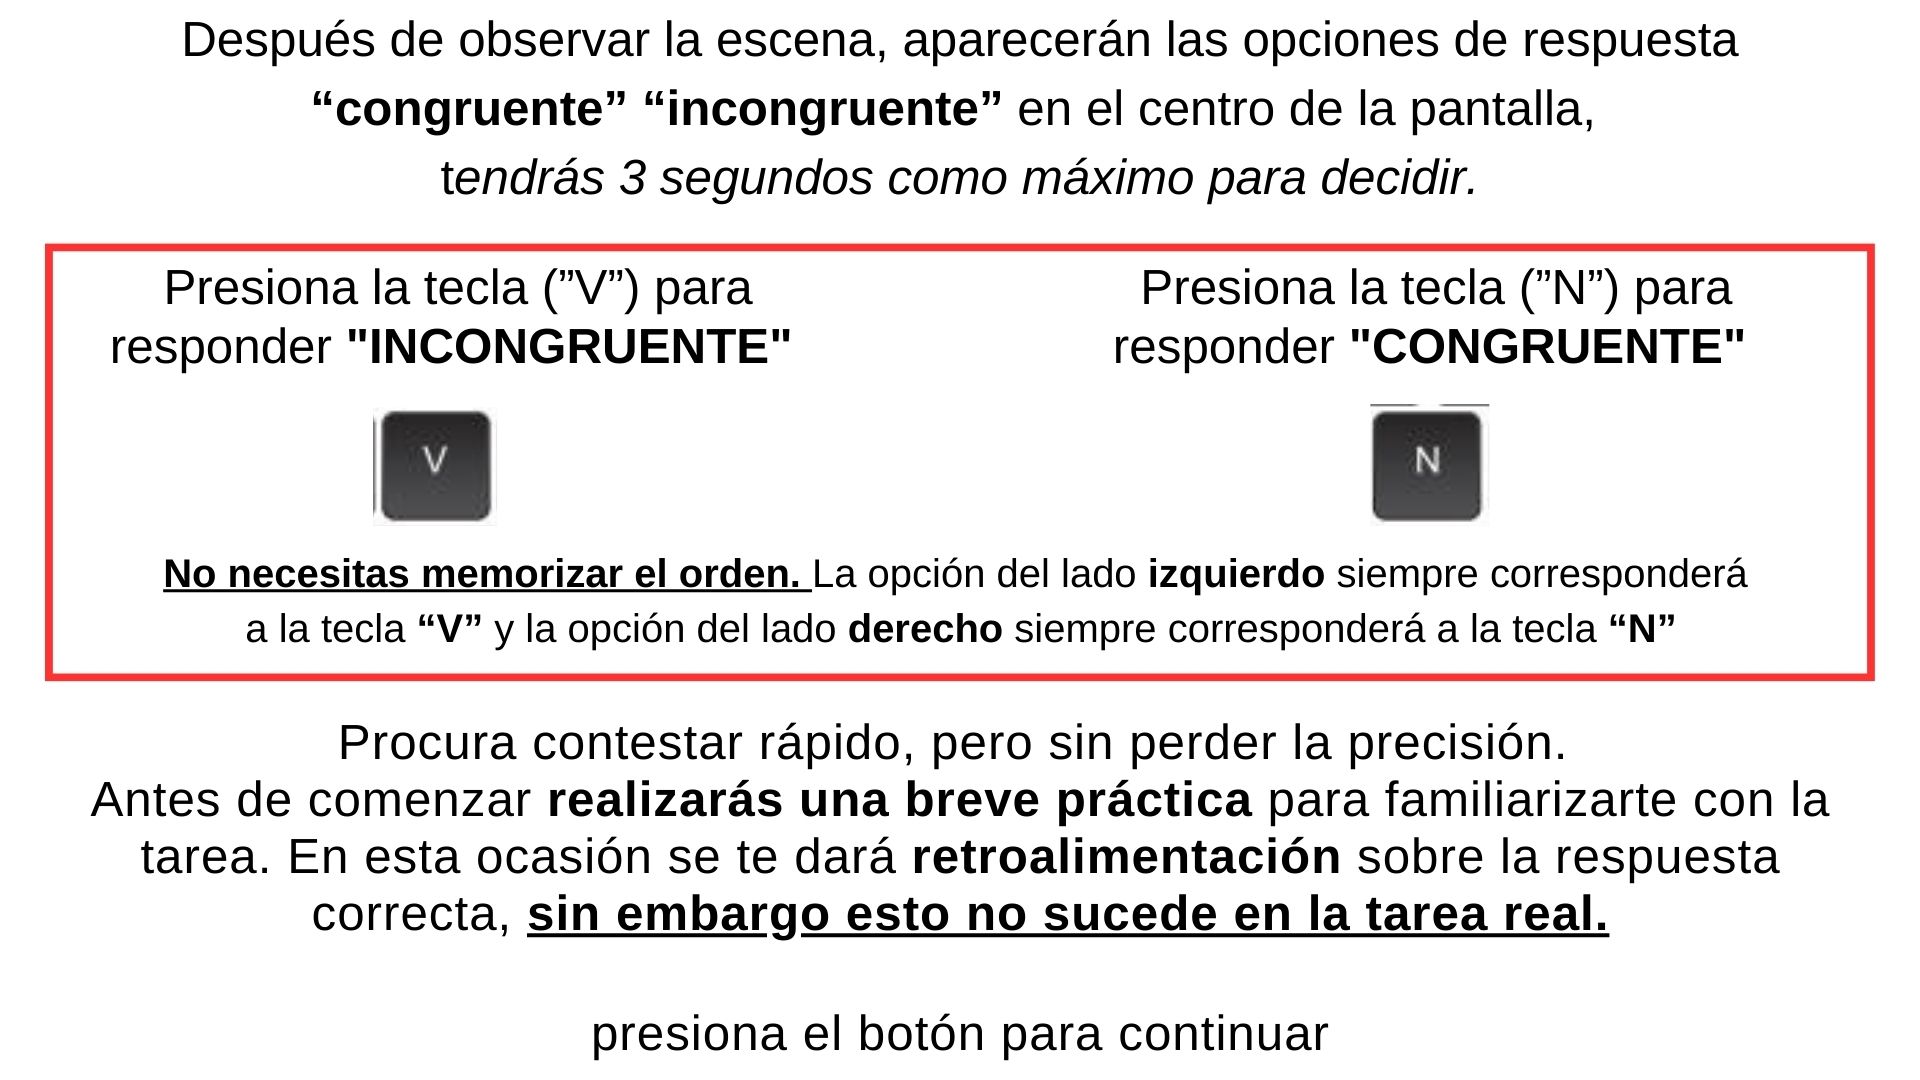 Después de observar la escena, aparecerán las opciones de respuesta
“congruente” “incongruente” en el centro de la pantalla,
tendrás 3 segundos como máximo para decidir.
Presiona la tecla (”V”) para
responder "INCONGRUENTE"
Presiona la tecla (”N”) para
responder "CONGRUENTE"
V
N
No necesitas memorizar el orden. La opción del lado izquierdo siempre corresponderá
a la tecla “V” y la opción del lado derecho siempre corresponderá a la tecla “N”
Procura contestar rápido, pero sin perder la precisión.
Antes de comenzar realizarás una breve práctica para familiarizarte con la
tarea. En esta ocasión se te dará retroalimentación sobre la respuesta
correcta, sin embargo esto no sucede en la tarea real.
presiona el botón para continuar